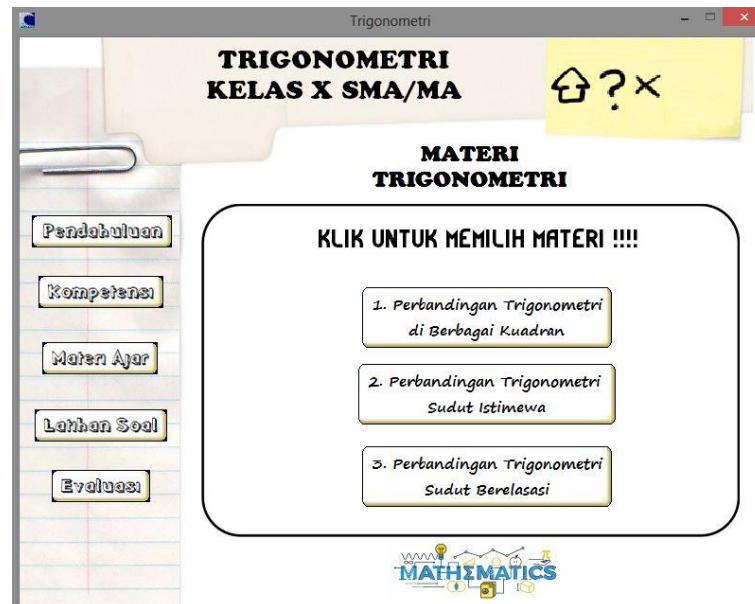 Trigonometri
TRIGONOMETRI
KELAS X SMA/MA
?×
MATERI
TRIGONOMETRI
Pendahuluan
Kompetensi
Materi Ajar
Latihan Soal
Evaluasi
KLIK UNTUK MEMILIH MATERI !!!!
1. Perbandingan Trigonometri
di Berbagai Kuadran
2. Perbandingan Trigonometri
Sudut Istimewa
3. Perbandingan Trigonometri
Sudut Berelasasi
MATHEMATICS